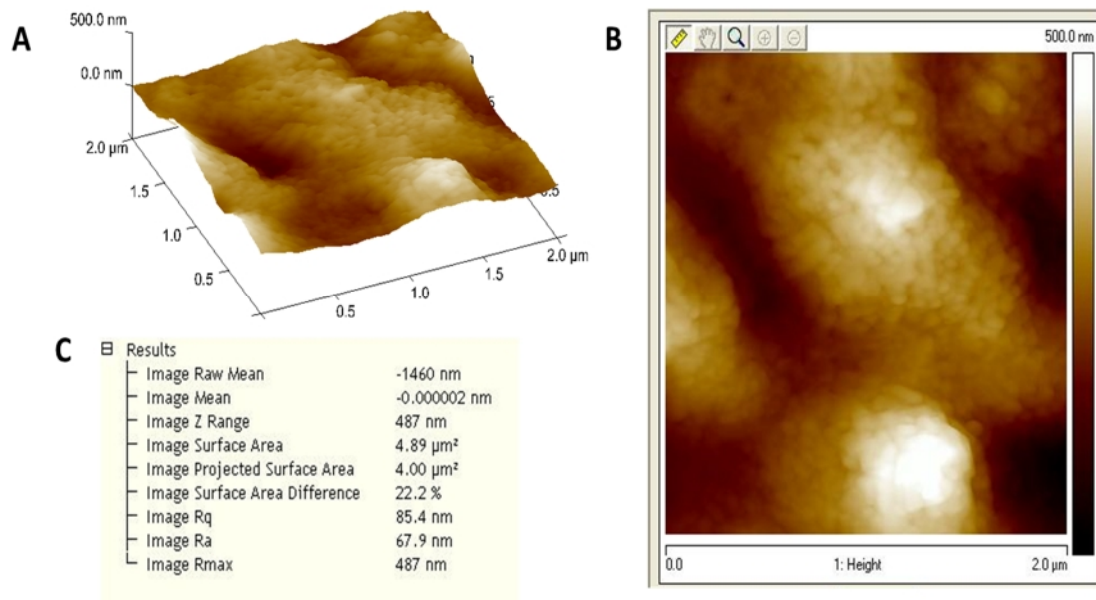 A
500.0 nm
0.0 nm
2.0 µm
1.5
1.0
0.5
0.5
1.0
1.5
2.0 µm
B
500.0 nm
0.0
1: Height
2.0 µm
C
Results
Image Raw Mean -1460 nm
Image Mean -0.000002 nm
Image Z Range 487 nm
Image Surface Area 4.89 µm²
Image Projected Surface Area 4.00 µm²
Image Surface Area Difference 22.2 %
Image Rq 85.4 nm
Image Ra 67.9 nm
Image Rmax 487 nm